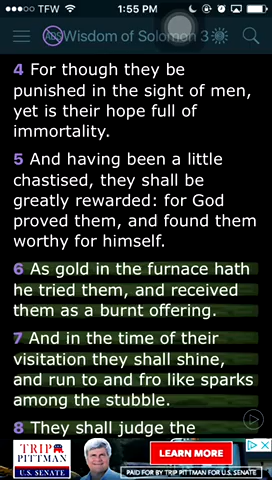 TFW 1:55 PM
ADS Wisdom of Solomon 3
4 For though they be
punished in the sight of men,
yet is their hope full of
immortality.
5 And having been a little
chastised, they shall be
greatly rewarded: for God
proved them, and found them
worthy for himself.
6 As gold in the furnace hath
he tried them, and received
them as a burnt offering.
7 And in the time of their
visitation they shall shine,
and run to and fro like sparks
among the stubble.
8 They shall judge the
TRIP
PITTMAN
U.S. SENATE
LEARN MORE
PAID FOR BY TRIP PITTMAN FOR U.S. SENATE